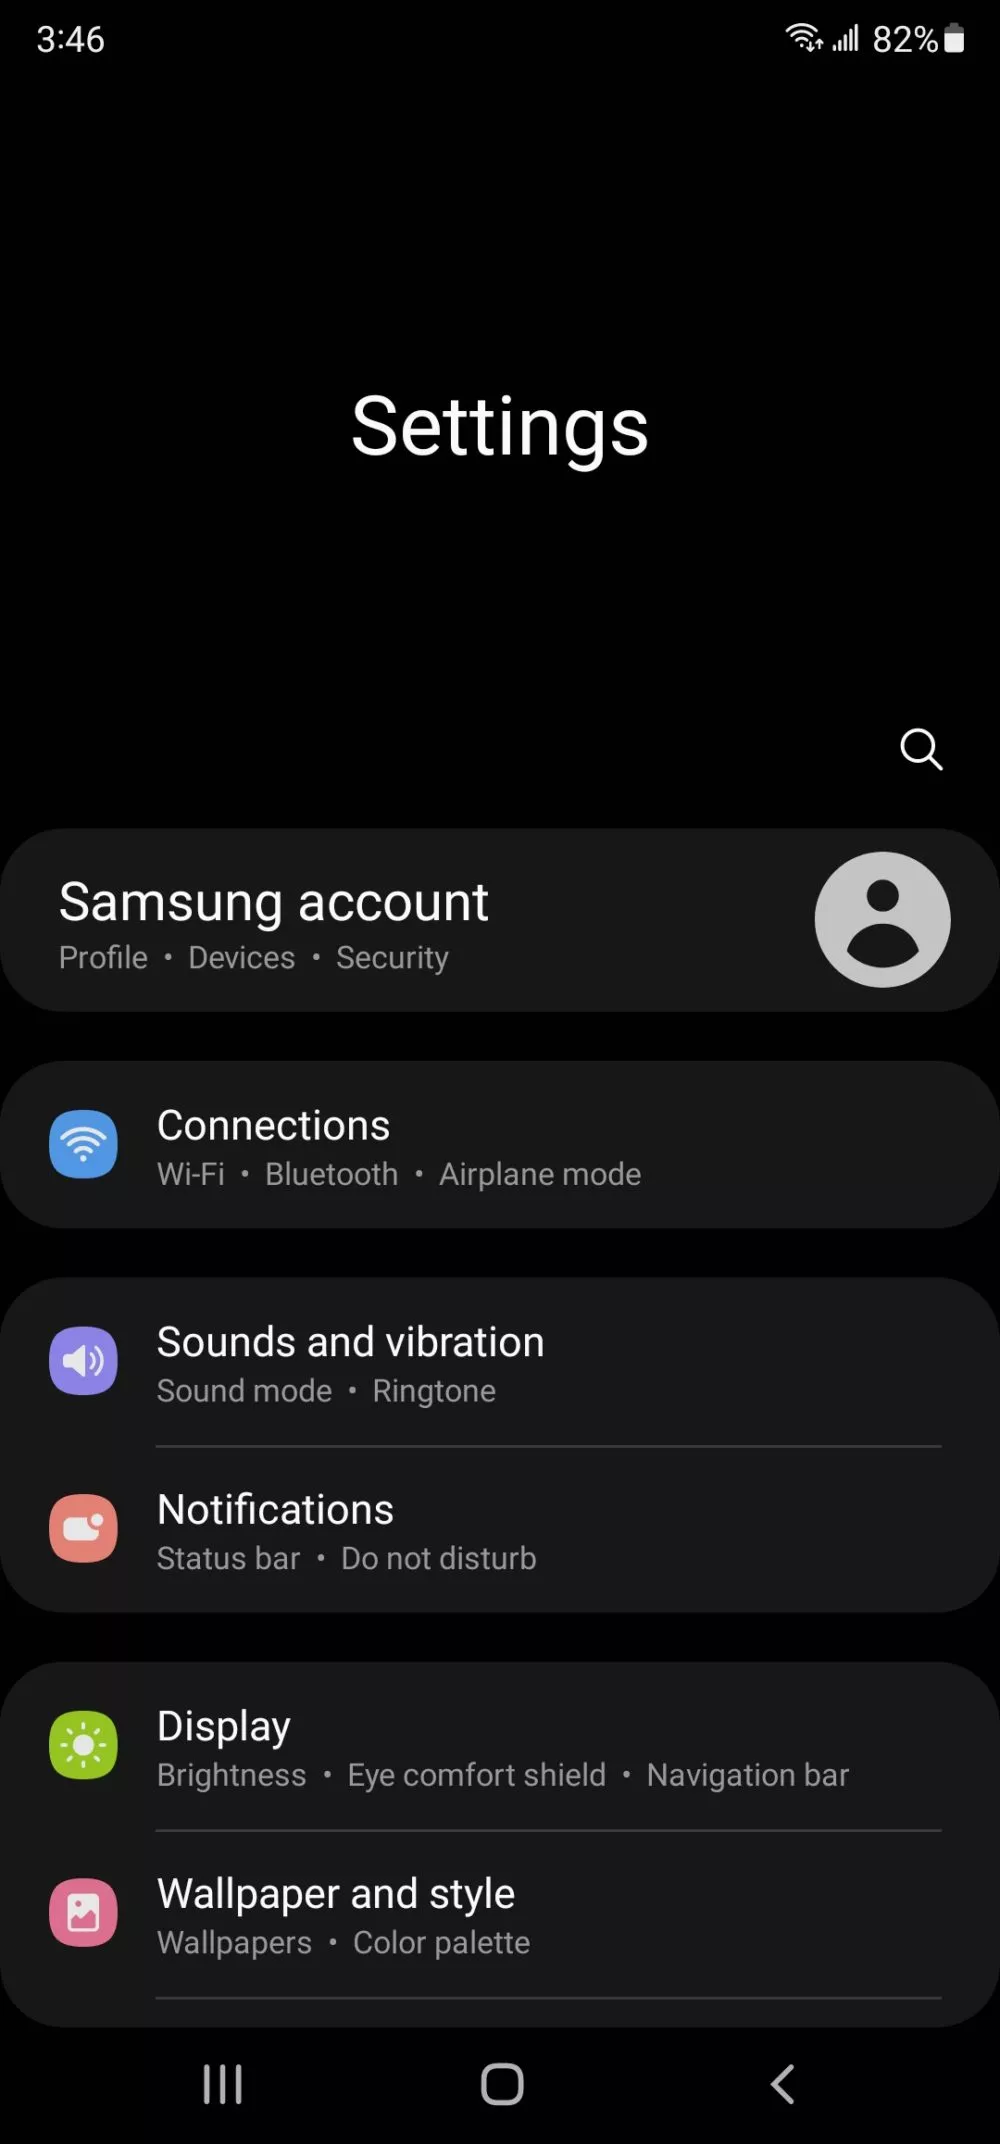 3:46 82%
Settings
Samsung account
Profile • Devices • Security
Connections
Wi-Fi • Bluetooth • Airplane mode
Sounds and vibration
Sound mode • Ringtone
Notifications
Status bar • Do not disturb
Display
Brightness • Eye comfort shield • Navigation bar
Wallpaper and style
Wallpapers • Color palette